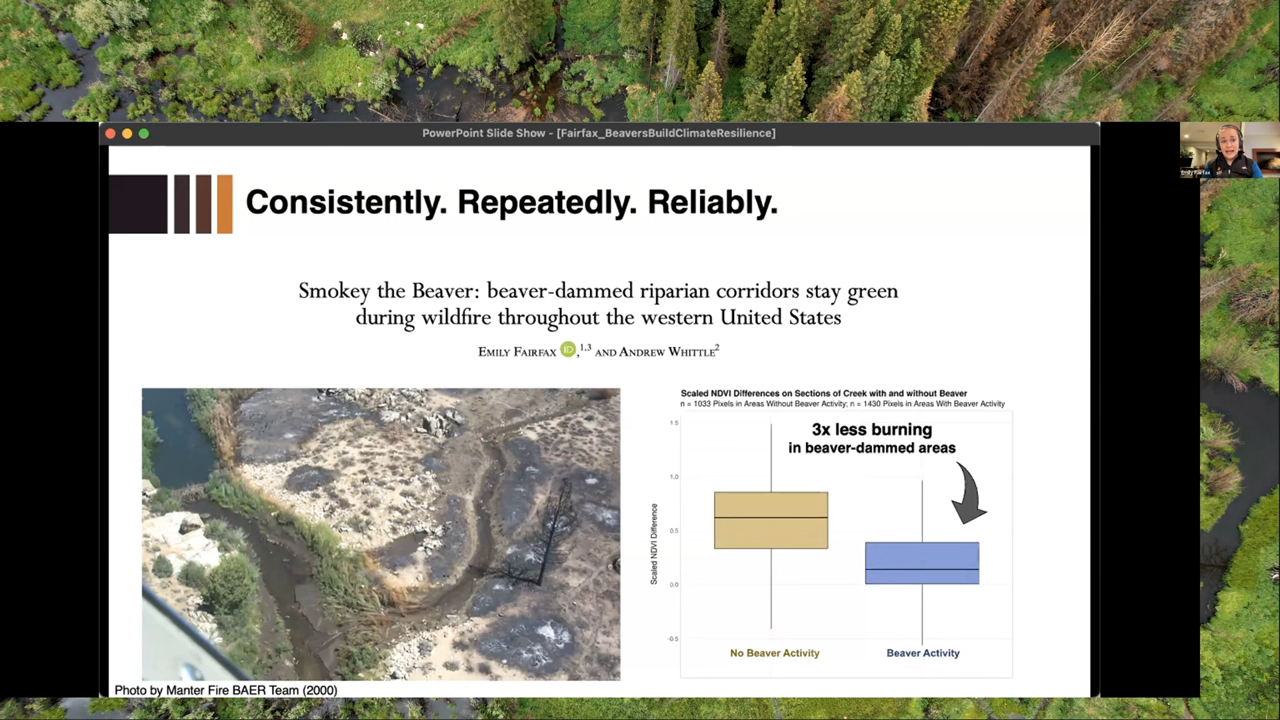 PowerPoint Slide Show - [Fairfax_BeaversBuildClimateResilience]
Emily Fairfax
Consistently. Repeatedly. Reliably.
Smokey the Beaver: beaver-dammed riparian corridors stay green
during wildfire throughout the western United States
Emily Fairfax iD,1,3 and Andrew Whittle2
Scaled NDVI Differences on Sections of Creek with and without Beaver
n = 1033 Pixels in Areas Without Beaver Activity; n = 1430 Pixels in Areas With Beaver Activity
3x less burning
in beaver-dammed areas
Scaled NDVI Difference
1.5
1.0
0.5
0.0
-0.5
No Beaver Activity
Beaver Activity
Photo by Manter Fire BAER Team (2000)